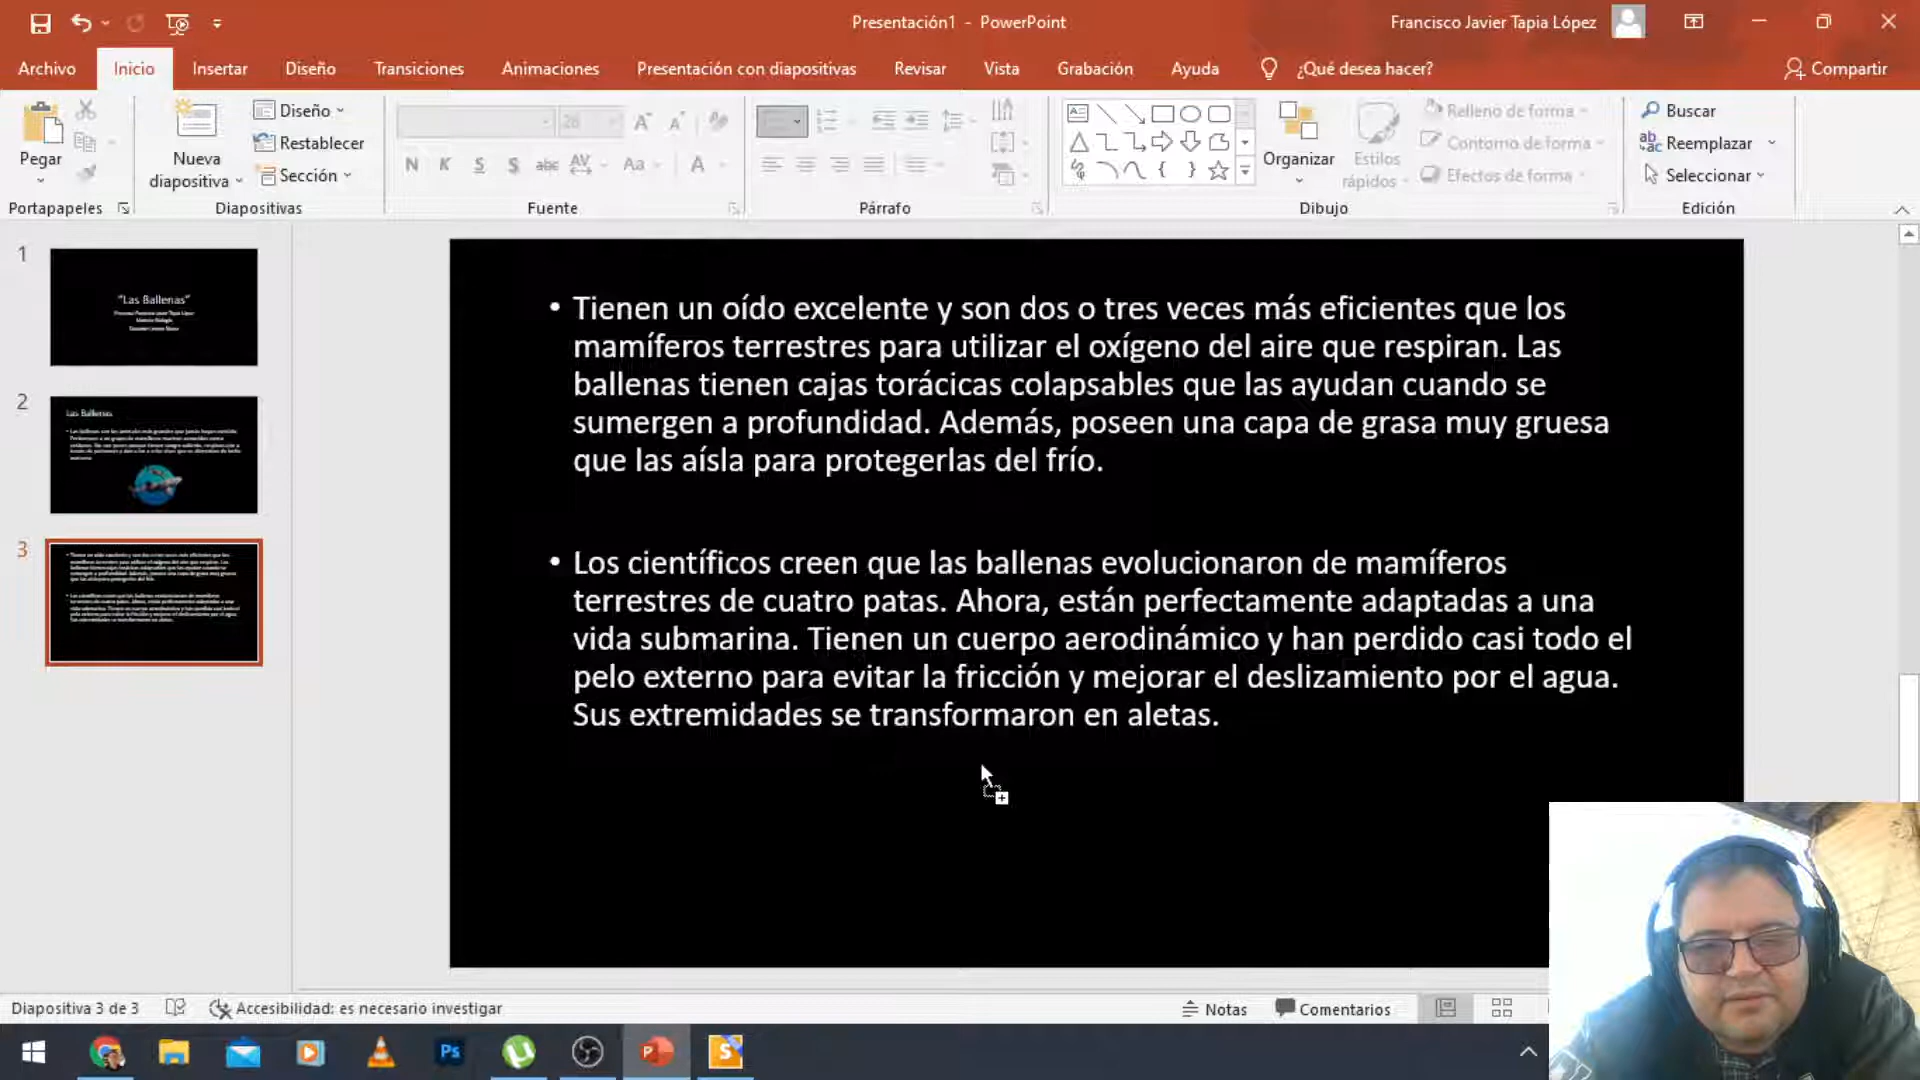 Presentación1 - PowerPoint
Francisco Javier Tapia López
Archivo
Inicio
Insertar
Diseño
Transiciones
Animaciones
Presentación con diapositivas
Revisar
Vista
Grabación
Ayuda
¿Qué desea hacer?
Compartir
Pegar
Nueva diapositiva
Diseño
Restablecer
Sección
28
N K S S abc AV Aa A
Organizar
Estilos rápidos
Relleno de forma
Contorno de forma
Efectos de forma
Buscar
Reemplazar
Seleccionar
Portapapeles
Diapositivas
Fuente
Párrafo
Dibujo
Edición
1
"Las Ballenas"
2
Las Ballenas
3
• Tienen un oído excelente y son dos o tres veces más eficientes que los
mamíferos terrestres para utilizar el oxígeno del aire que respiran. Las
ballenas tienen cajas torácicas colapsables que las ayudan cuando se
sumergen a profundidad. Además, poseen una capa de grasa muy gruesa
que las aísla para protegerlas del frío.
• Los científicos creen que las ballenas evolucionaron de mamíferos
terrestres de cuatro patas. Ahora, están perfectamente adaptadas a una
vida submarina. Tienen un cuerpo aerodinámico y han perdido casi todo el
pelo externo para evitar la fricción y mejorar el deslizamiento por el agua.
Sus extremidades se transformaron en aletas.
Diapositiva 3 de 3
Accesibilidad: es necesario investigar
Notas
Comentarios
Ps
P
S